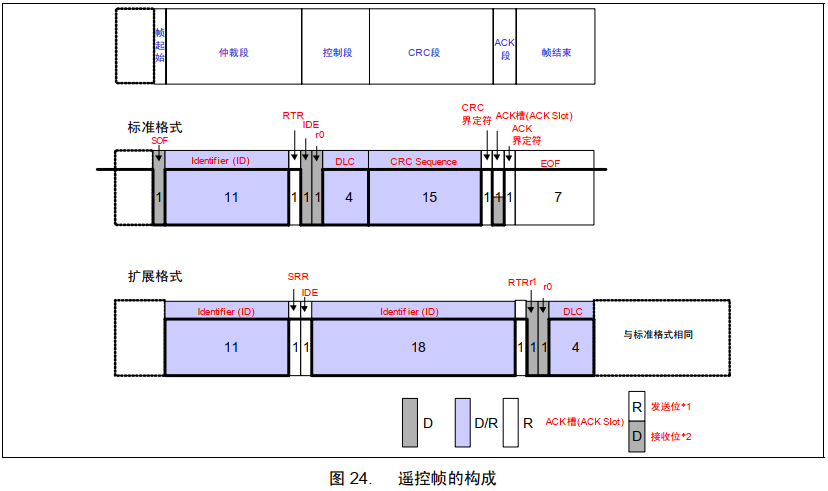 帧起始
仲裁段
控制段
CRC段
ACK段
帧结束
标准格式
SOF
RTR
IDE
r0
CRC
界定符
ACK槽(ACK Slot)
ACK
界定符
Identifier (ID)
DLC
CRC Sequence
EOF
1
11
1
1
1
4
15
1
1
1
7
扩展格式
SRR
IDE
RTR
r1
r0
Identifier (ID)
Identifier (ID)
DLC
11
1
1
18
1
1
1
4
与标准格式相同
D
D/R
R
ACK槽(ACK Slot)
R
发送位*1
D
接收位*2
图 24. 遥控帧的构成